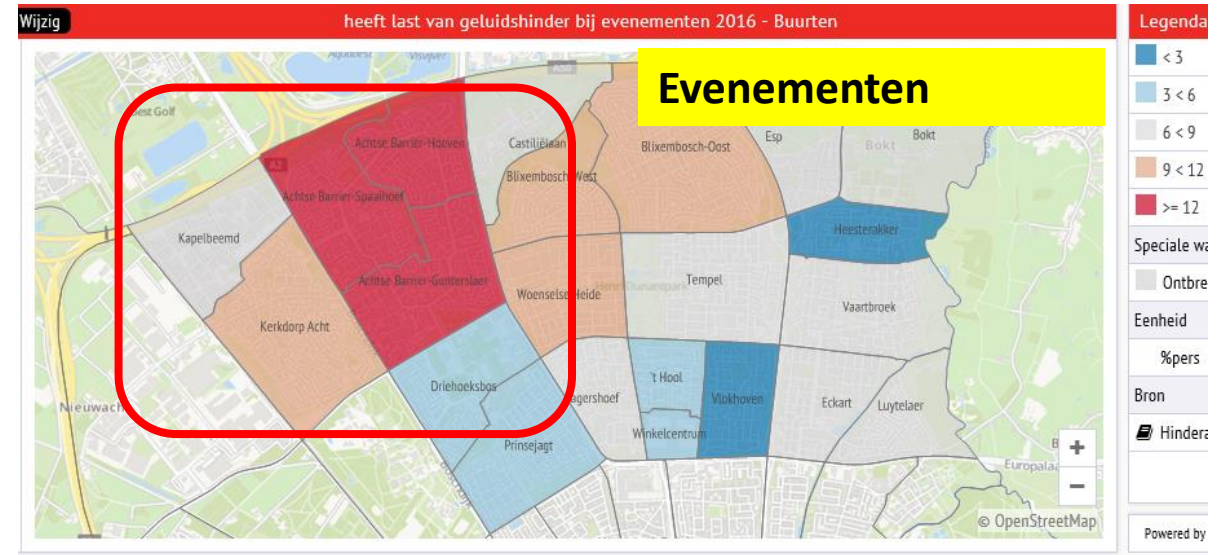 Wijzig
heeft last van geluidshinder bij evenementen 2016 - Buurten
Legenda
Evenementen
< 3
3 < 6
6 < 9
9 < 12
>= 12
Speciale wa
Ontbre
Eenheid
%pers
Bron
Hindera
Powered by
A50
A2
Achtse Barrier-Hoeven
Castiliëlaan
Blixembosch-Oost
Esp
Bokt
Bokt
Blixembosch-West
Achtse Barrier-Spaaihoef
Kapelbeemd
Heesterakker
Achtse Barrier-Gunterslaer
Woenselse Heide
Tempel
Vaartbroek
Kerkdorp Acht
Driehoeksbos
't Hool
Vlokhoven
Eckart
Luytelaer
agershoef
Nieuwach
Winkelcentrum
Prinsejagt
Europalaa
+
−
© OpenStreetMap